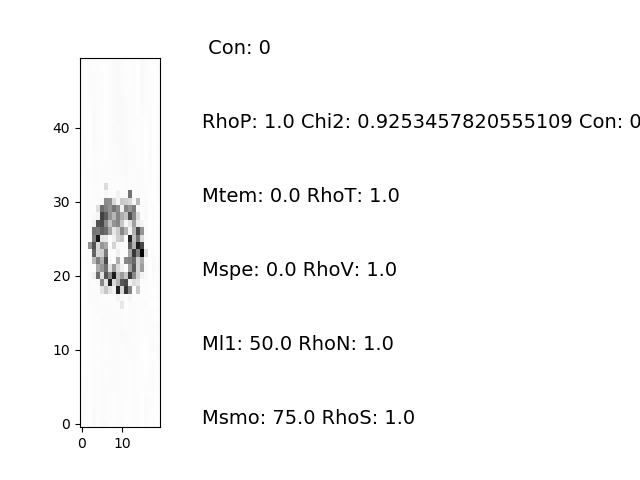 Con: 0
RhoP: 1.0 Chi2: 0.9253457820555109 Con: 0
Mtem: 0.0 RhoT: 1.0
Mspe: 0.0 RhoV: 1.0
Ml1: 50.0 RhoN: 1.0
Msmo: 75.0 RhoS: 1.0
40
30
20
10
0
0 10